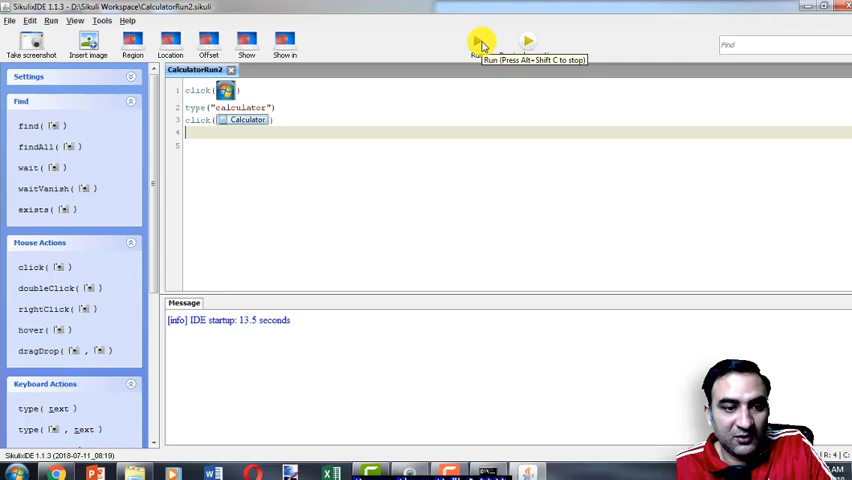 SikulixIDE 1.1.3 - D:\Sikuli Workspace\CalculatorRun2.sikuli
File Edit Run View Tools Help
Take screenshot Insert image Region Location Offset Show Show in
Find
Run (Press Alt+Shift C to stop)
Settings
Find
find( )
findAll( )
wait( )
waitVanish( )
exists( )
Mouse Actions
click( )
doubleClick( )
rightClick( )
hover( )
dragDrop( , )
Keyboard Actions
type( text )
type( , text )
CalculatorRun2
1 click( )
2 type("calculator")
3 click( Calculator )
4
5
Message
[info] IDE startup: 13.5 seconds
SikulixIDE 1.1.3 (2018-07-11_08:19)
R: 4 | C: